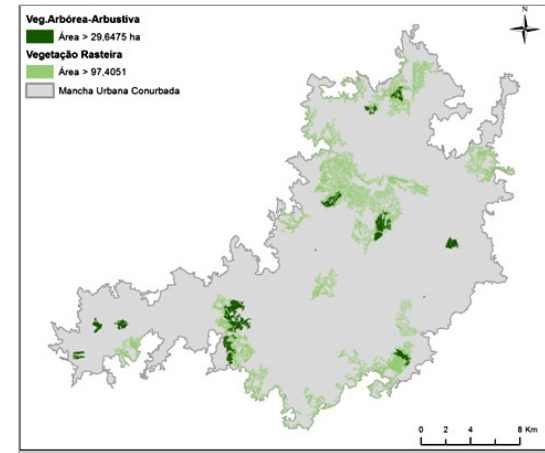 Veg.Arbórea-Arbustiva
Área > 29,6475 ha
Vegetação Rasteira
Área > 97,4051
Mancha Urbana Conurbada
N
0 2 4 8 Km